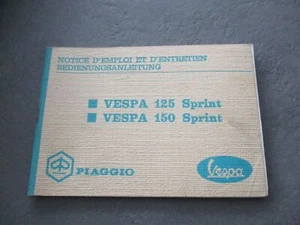 NOTICE D'EMPLOI ET D'ENTRETIEN
BEDIENUNGSANLEITUNG
VESPA 125 Sprint
VESPA 150 Sprint
PIAGGIO
Vespa